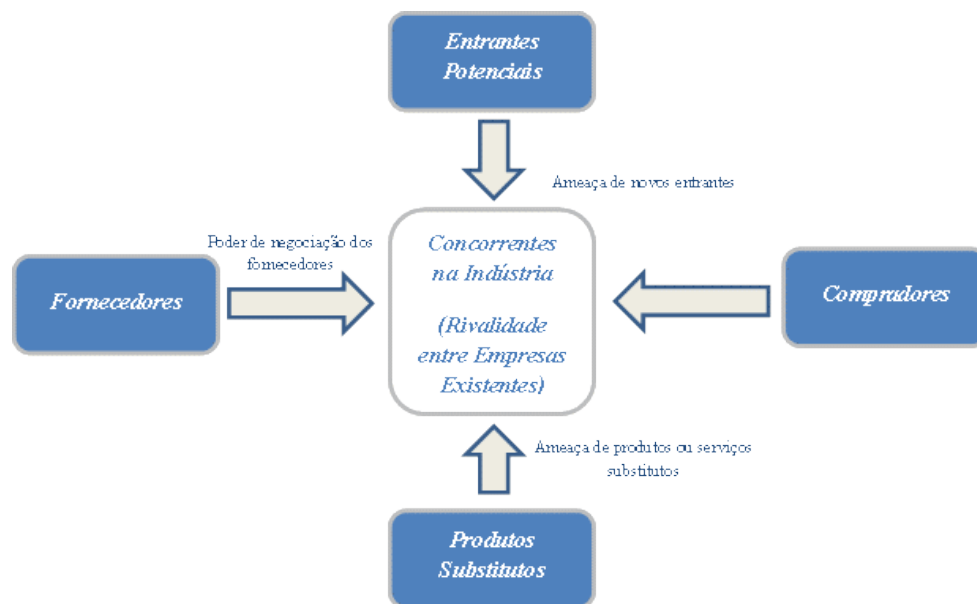 Entrantes
Potenciais
Ameaça de novos entrantes
Poder de negociação dos
fornecedores
Fornecedores
Concorrentes
na Indústria
(Rivalidade
entre Empresas
Existentes)
Compradores
Ameaça de produtos ou serviços
substitutos
Produtos
Substitutos